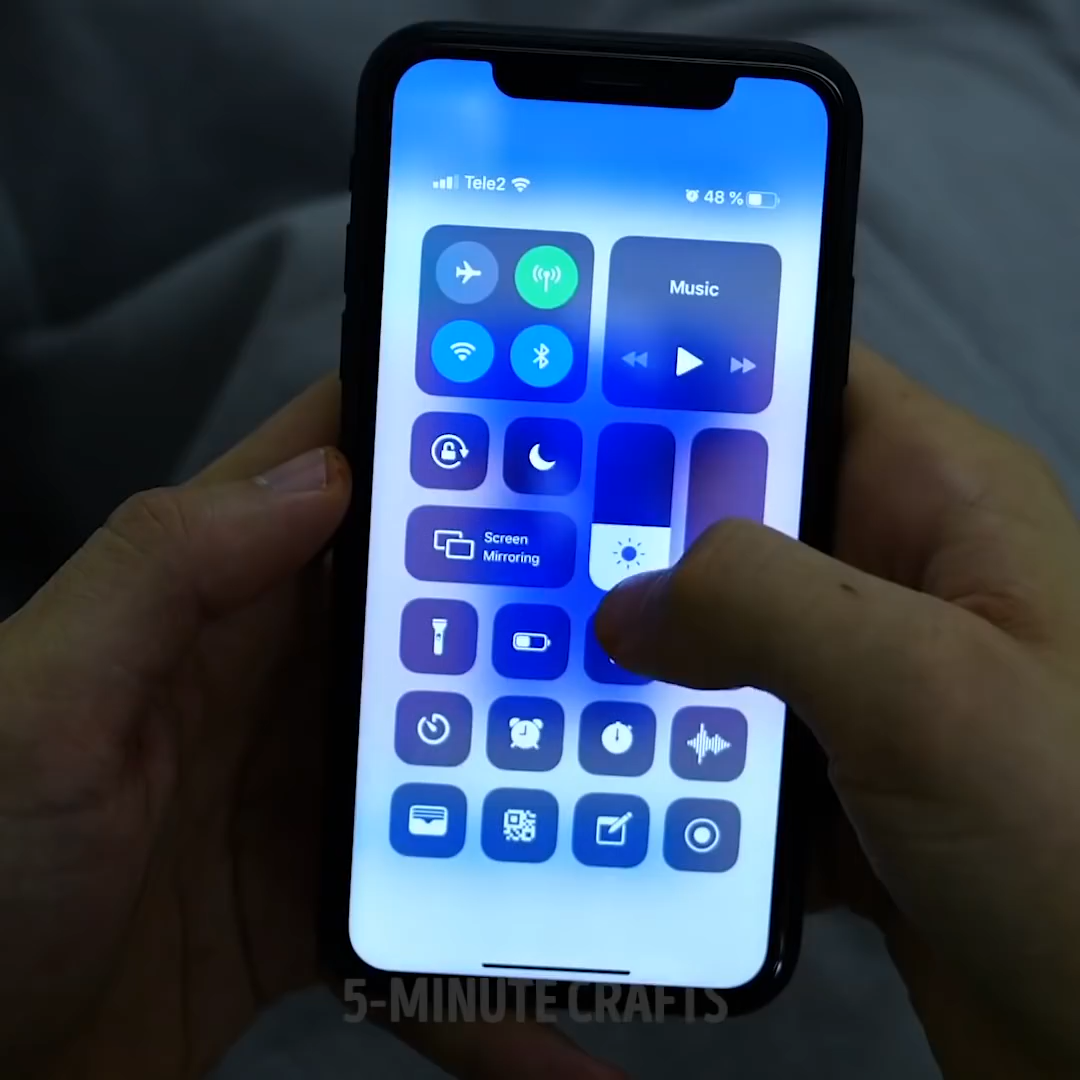 Tele2
48 %
Music
Screen
Mirroring
5-MINUTE CRAFTS